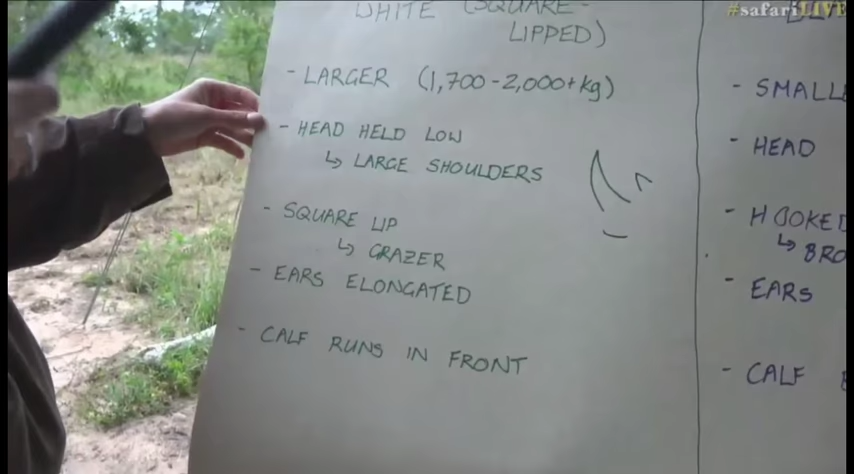 WHITE (SQUARE-
LIPPED)
- LARGER (1,700-2,000+kg)
- HEAD HELD LOW
↳ LARGE SHOULDERS
- SQUARE LIP
↳ GRAZER
- EARS ELONGATED
- CALF RUNS IN FRONT
- SMALL
- HEAD
- HOOKED
↳ BRO
- EARS
- CALF
#safariLIVE